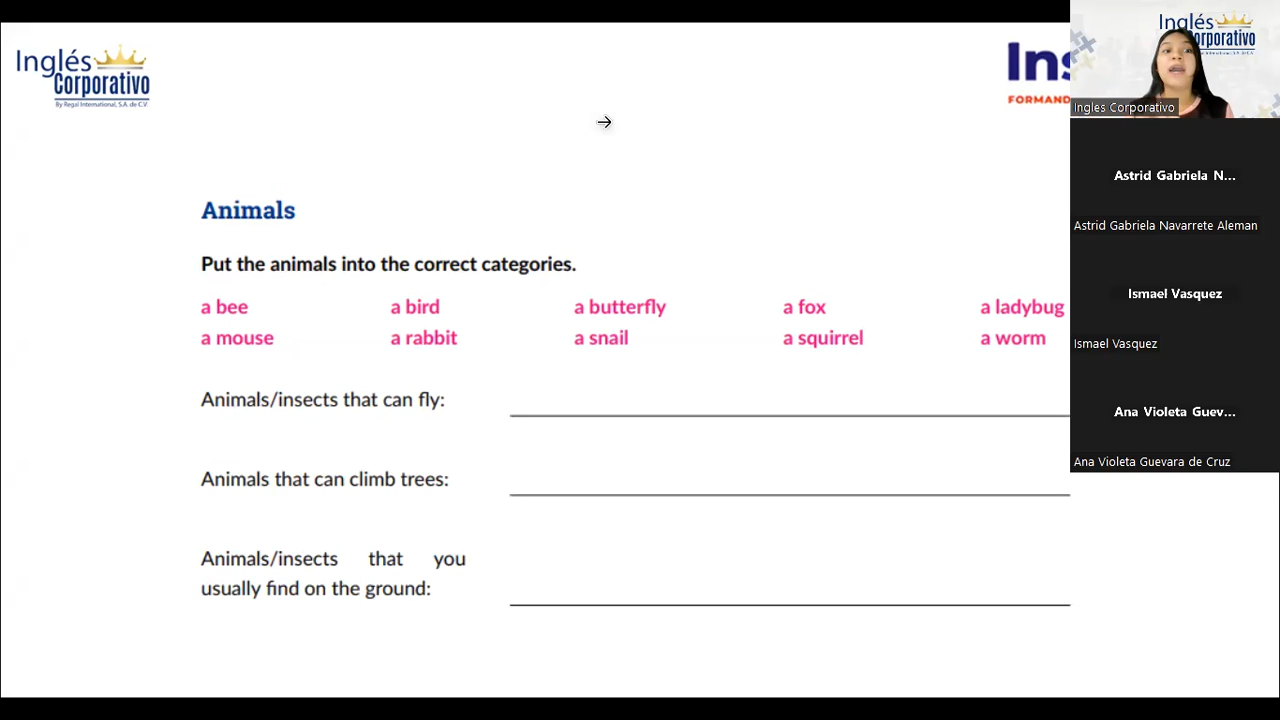 Inglés
Corporativo
By Regal International, S.A. de C.V.
Ins
FORMAND
Animals
Put the animals into the correct categories.
a bee a bird a butterfly a fox a ladybug
a mouse a rabbit a snail a squirrel a worm
Animals/insects that can fly:
Animals that can climb trees:
Animals/insects that you
usually find on the ground:
Inglés
Corporativo
Ingles Corporativo
Astrid Gabriela N...
Astrid Gabriela Navarrete Aleman
Ismael Vasquez
Ismael Vasquez
Ana Violeta Guev...
Ana Violeta Guevara de Cruz